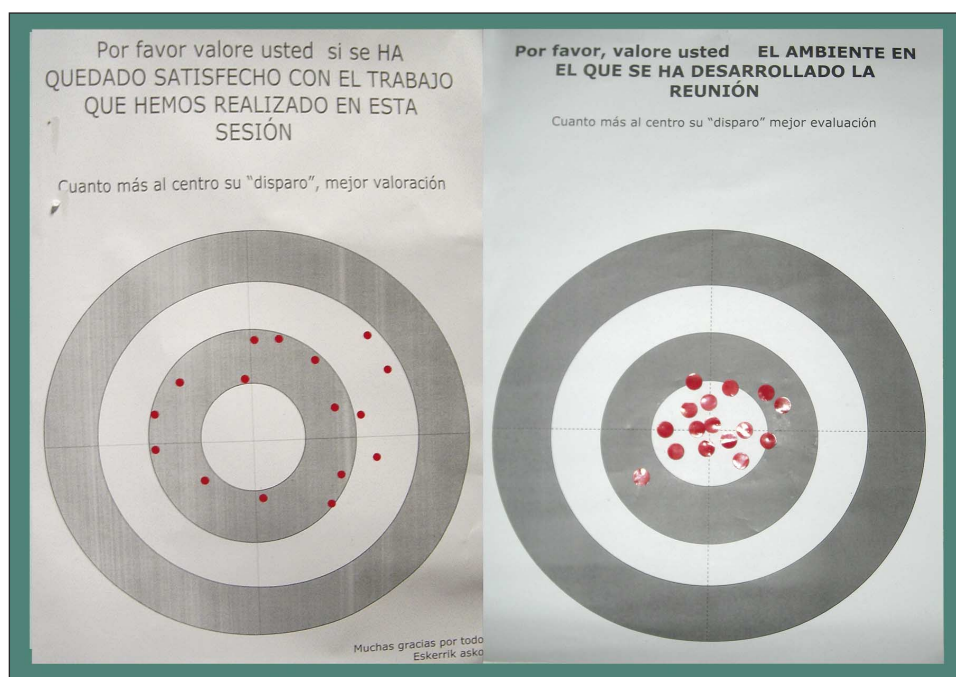 Por favor valore usted si se HA
QUEDADO SATISFECHO CON EL TRABAJO
QUE HEMOS REALIZADO EN ESTA
SESIÓN
Cuanto más al centro su “disparo”, mejor valoración
Muchas gracias por todo
Eskerrik asko
Por favor, valore usted EL AMBIENTE EN
EL QUE SE HA DESARROLLADO LA
REUNIÓN
Cuanto más al centro su “disparo” mejor evaluación